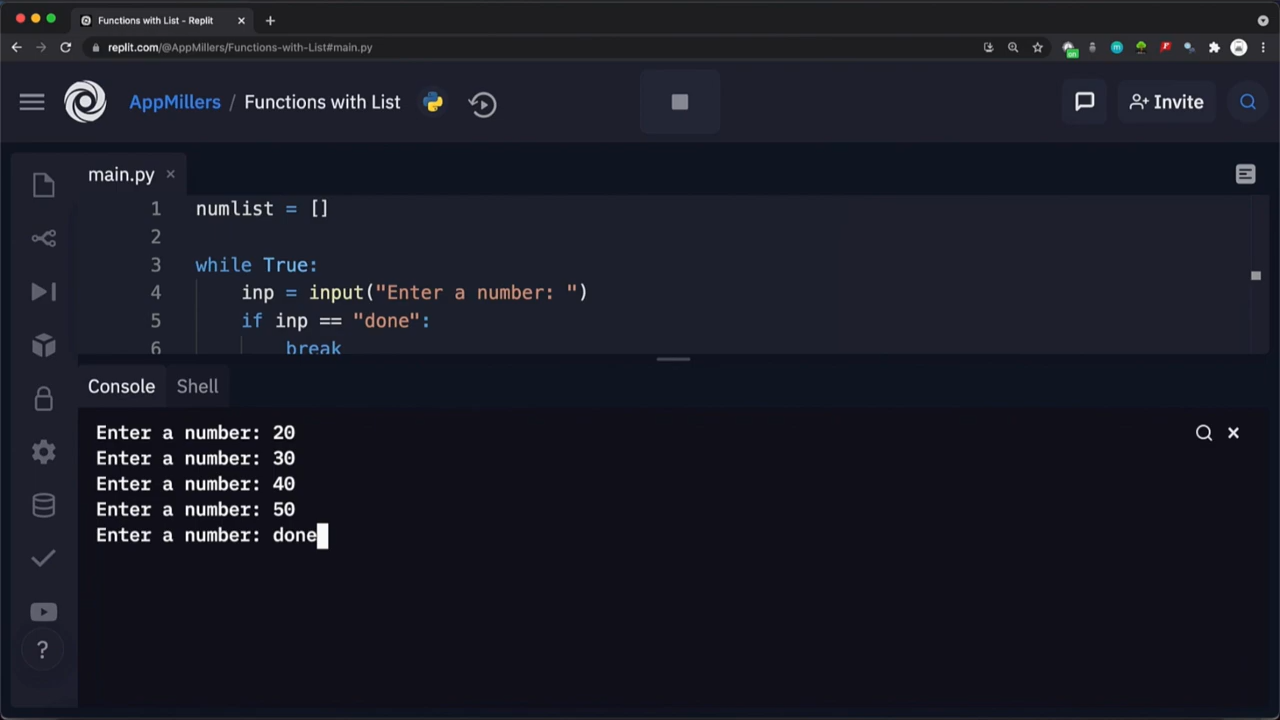 Functions with List - Replit
replit.com/@AppMillers/Functions-with-List#main.py
AppMillers / Functions with List
Invite
main.py
1 numlist = []
2
3 while True:
4 inp = input("Enter a number: ")
5 if inp == "done":
6 break
Console Shell
Enter a number: 20
Enter a number: 30
Enter a number: 40
Enter a number: 50
Enter a number: done